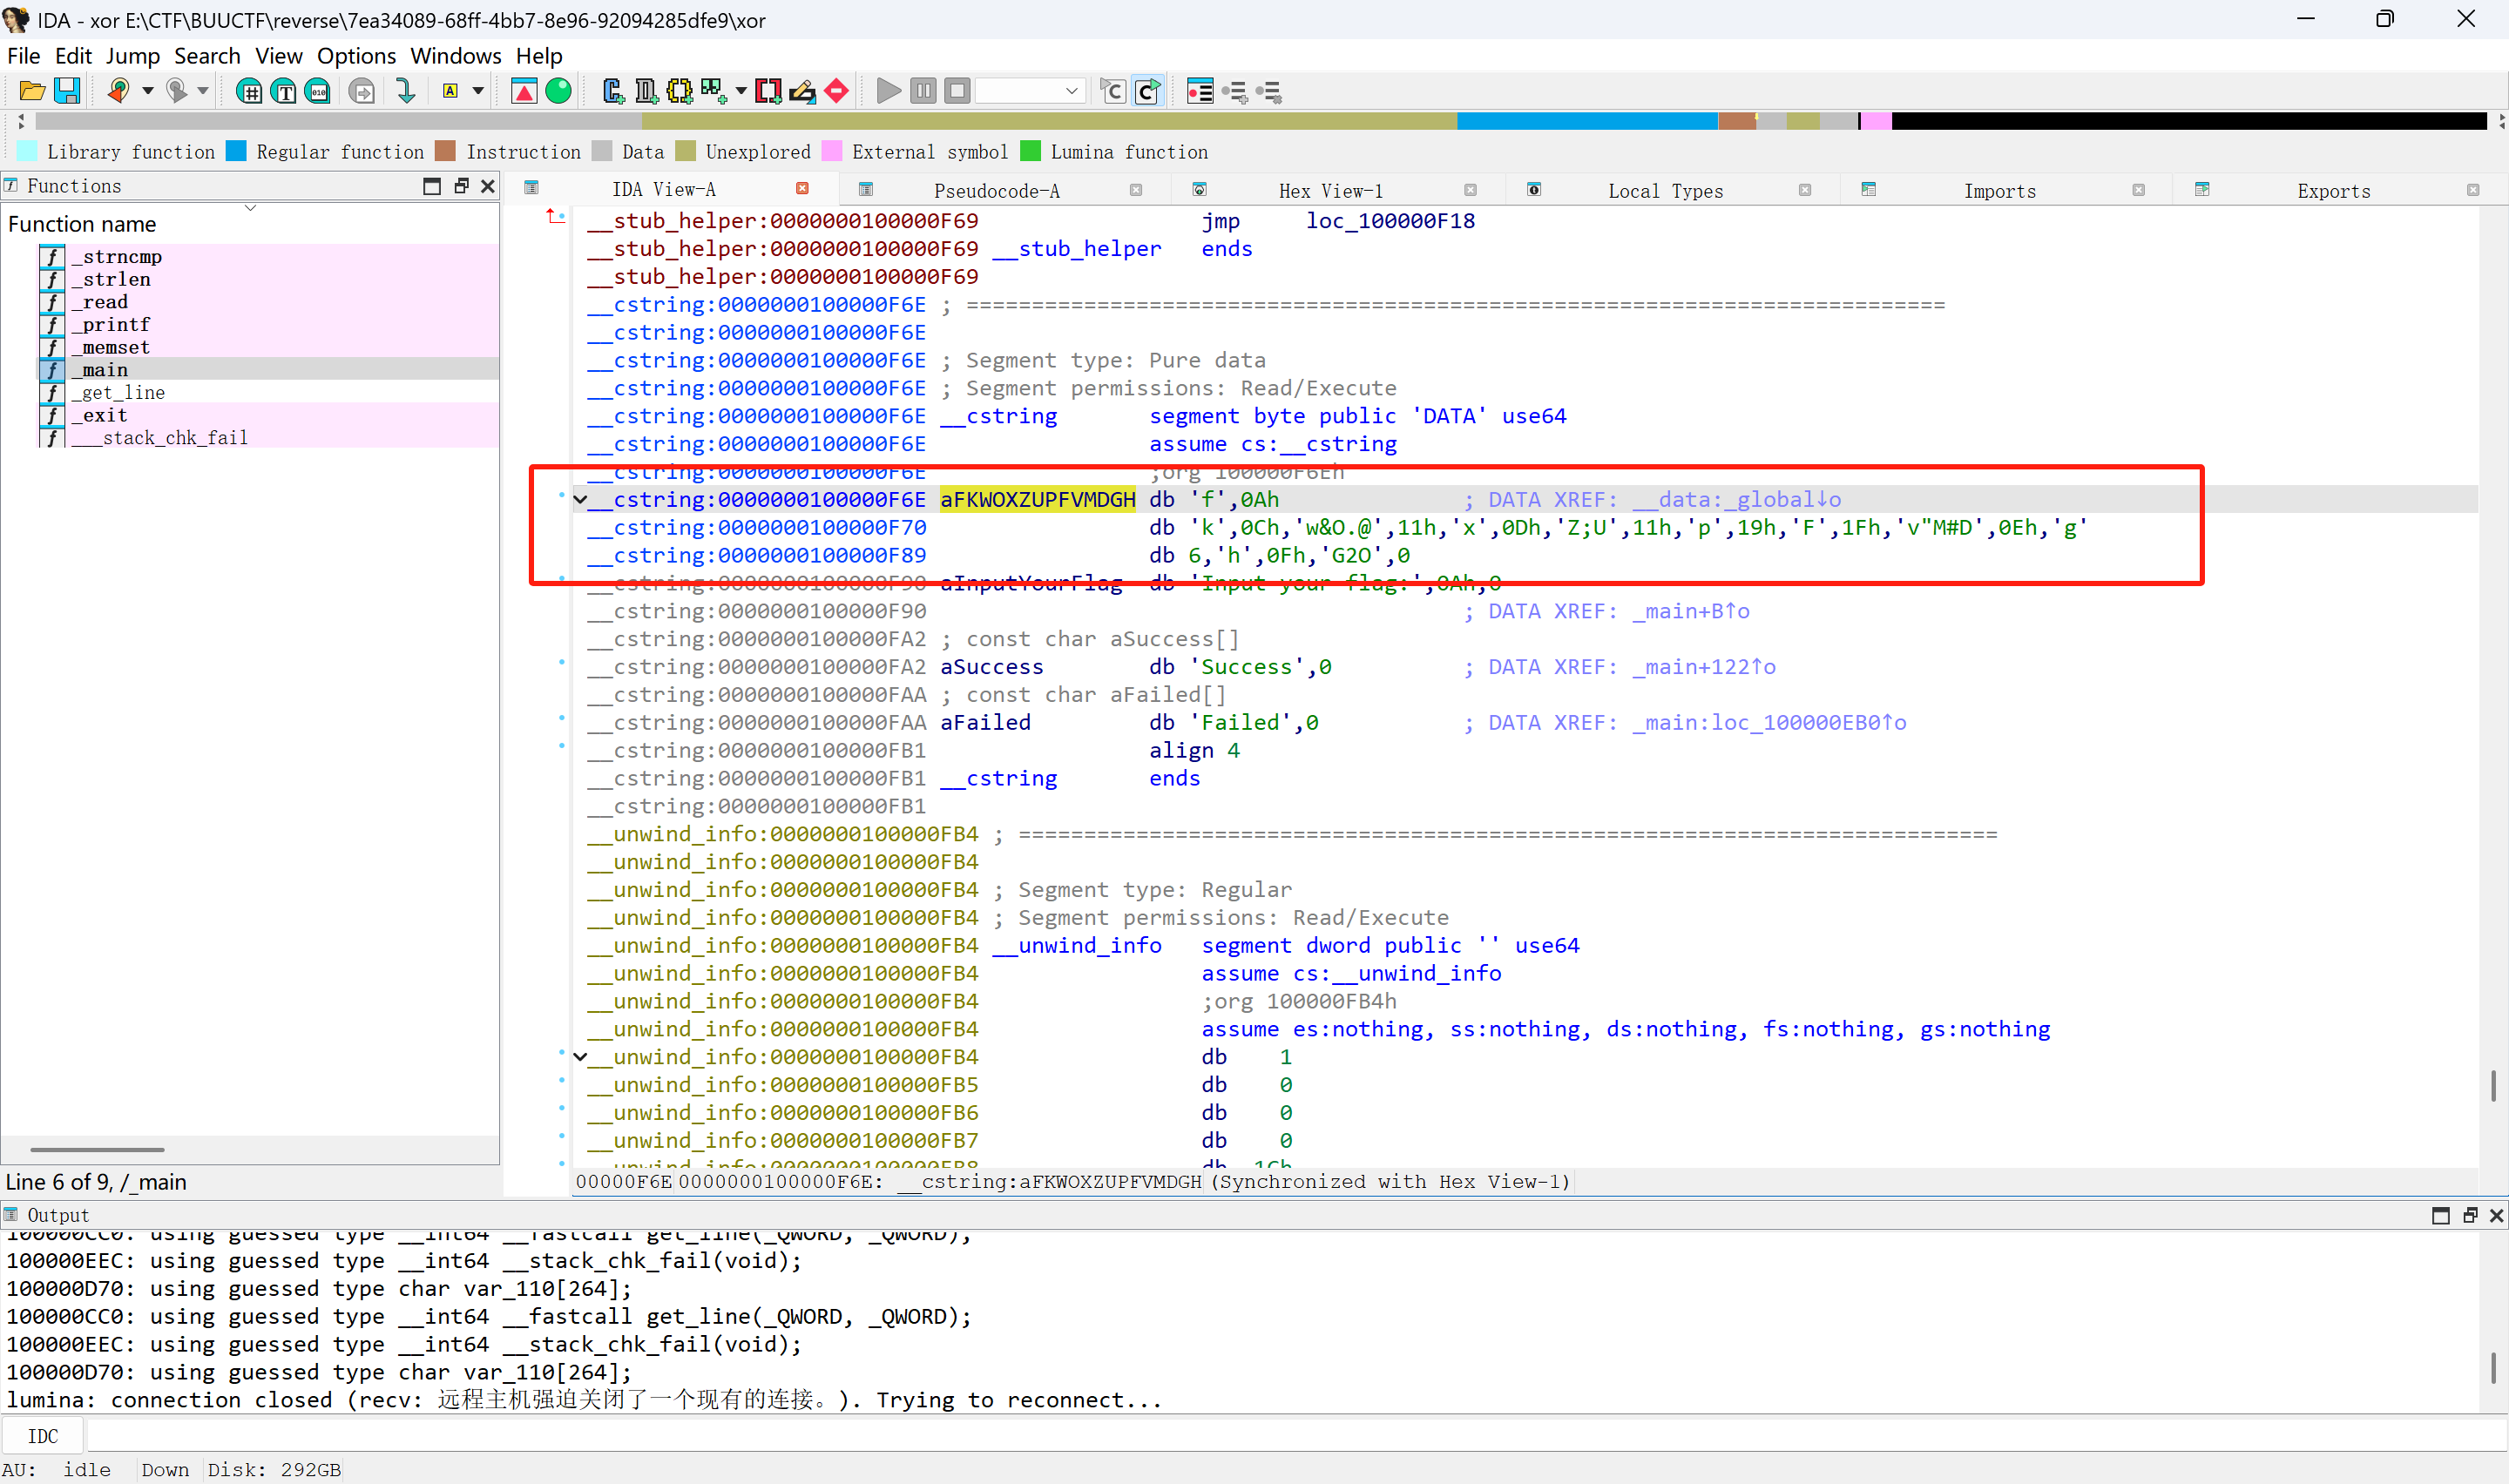 IDA - xor E:\CTF\BUUCTF\reverse\7ea34089-68ff-4bb7-8e96-92094285dfe9\xor
File Edit Jump Search View Options Windows Help
Library function Regular function Instruction Data Unexplored External symbol Lumina function
Functions
Function name
_strncmp
_strlen
_read
_printf
_memset
_main
_get_line
_exit
___stack_chk_fail
Line 6 of 9, /_main
IDA View-A Pseudocode-A Hex View-1 Local Types Imports Exports
__stub_helper:0000000100000F69 jmp loc_100000F18
__stub_helper:0000000100000F69 __stub_helper ends
__stub_helper:0000000100000F69
__cstring:0000000100000F6E ; ===========================================================================
__cstring:0000000100000F6E
__cstring:0000000100000F6E ; Segment type: Pure data
__cstring:0000000100000F6E ; Segment permissions: Read/Execute
__cstring:0000000100000F6E __cstring segment byte public 'DATA' use64
__cstring:0000000100000F6E assume cs:__cstring
__cstring:0000000100000F6E ;org 100000F6Eh
__cstring:0000000100000F6E aFKWOXZUPFVMDGH db 'f',0Ah ; DATA XREF: __data:_global↓o
__cstring:0000000100000F70 db 'k',0Ch,'w&O.@',11h,'x',0Dh,'Z;U',11h,'p',19h,'F',1Fh,'v"M#D',0Eh,'g'
__cstring:0000000100000F89 db 6,'h',0Fh,'G2O',0
__cstring:0000000100000F90 aInputYourFlag db 'Input your flag:',0Ah,0
__cstring:0000000100000F90 ; DATA XREF: _main+B↑o
__cstring:0000000100000FA2 ; const char aSuccess[]
__cstring:0000000100000FA2 aSuccess db 'Success',0 ; DATA XREF: _main+122↑o
__cstring:0000000100000FAA ; const char aFailed[]
__cstring:0000000100000FAA aFailed db 'Failed',0 ; DATA XREF: _main:loc_100000EB0↑o
__cstring:0000000100000FB1 align 4
__cstring:0000000100000FB1 __cstring ends
__cstring:0000000100000FB1
__unwind_info:0000000100000FB4 ; ===========================================================================
__unwind_info:0000000100000FB4
__unwind_info:0000000100000FB4 ; Segment type: Regular
__unwind_info:0000000100000FB4 ; Segment permissions: Read/Execute
__unwind_info:0000000100000FB4 __unwind_info segment dword public '' use64
__unwind_info:0000000100000FB4 assume cs:__unwind_info
__unwind_info:0000000100000FB4 ;org 100000FB4h
__unwind_info:0000000100000FB4 assume es:nothing, ss:nothing, ds:nothing, fs:nothing, gs:nothing
__unwind_info:0000000100000FB4 db 1
__unwind_info:0000000100000FB5 db 0
__unwind_info:0000000100000FB6 db 0
__unwind_info:0000000100000FB7 db 0
__unwind_info:0000000100000FB8 db 1Ch
00000F6E 0000000100000F6E: __cstring:aFKWOXZUPFVMDGH (Synchronized with Hex View-1)
Output
100000CC0: using guessed type __int64 __fastcall get_line(_QWORD, _QWORD);
100000EEC: using guessed type __int64 __stack_chk_fail(void);
100000D70: using guessed type char var_110[264];
100000CC0: using guessed type __int64 __fastcall get_line(_QWORD, _QWORD);
100000EEC: using guessed type __int64 __stack_chk_fail(void);
100000D70: using guessed type char var_110[264];
lumina: connection closed (recv: 远程主机强迫关闭了一个现有的连接。). Trying to reconnect...
IDC
AU: idle Down Disk: 292GB